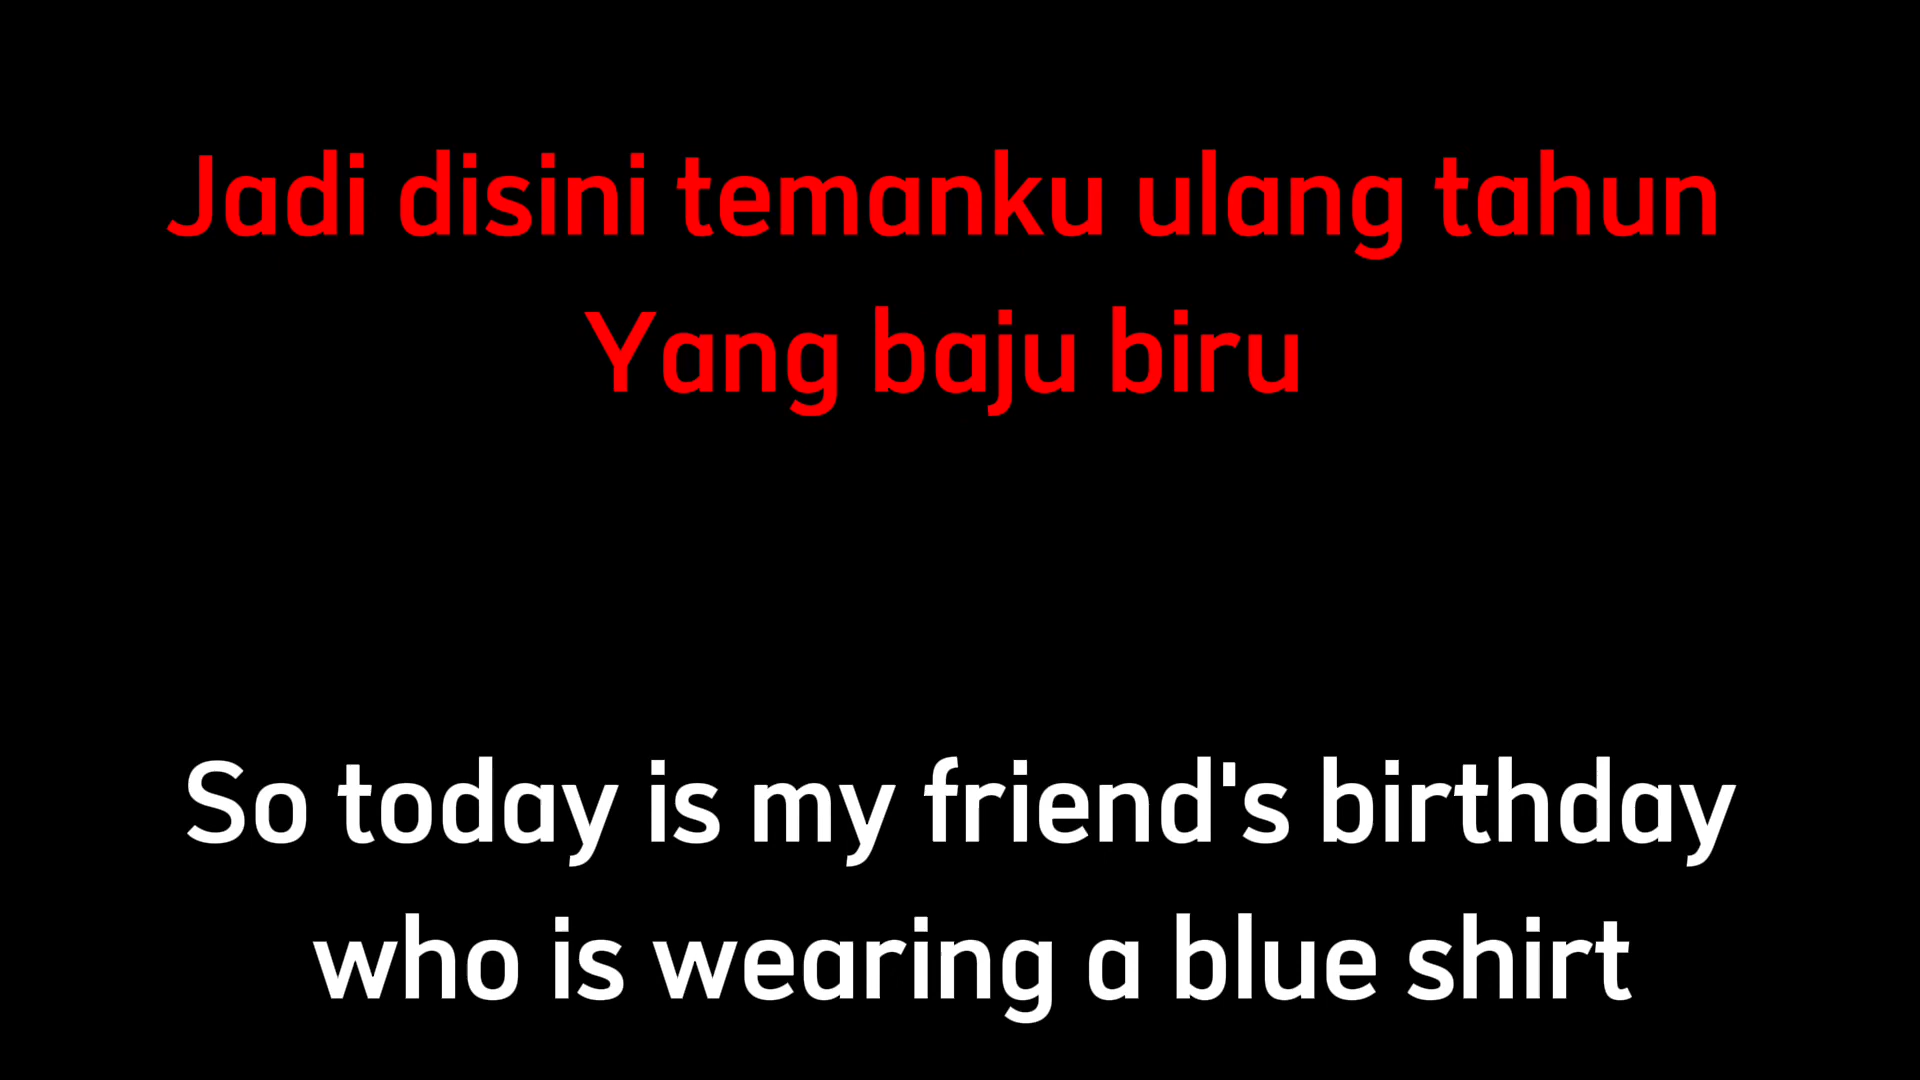 Jadi disini temanku ulang tahun
Yang baju biru
So today is my friend's birthday
who is wearing a blue shirt